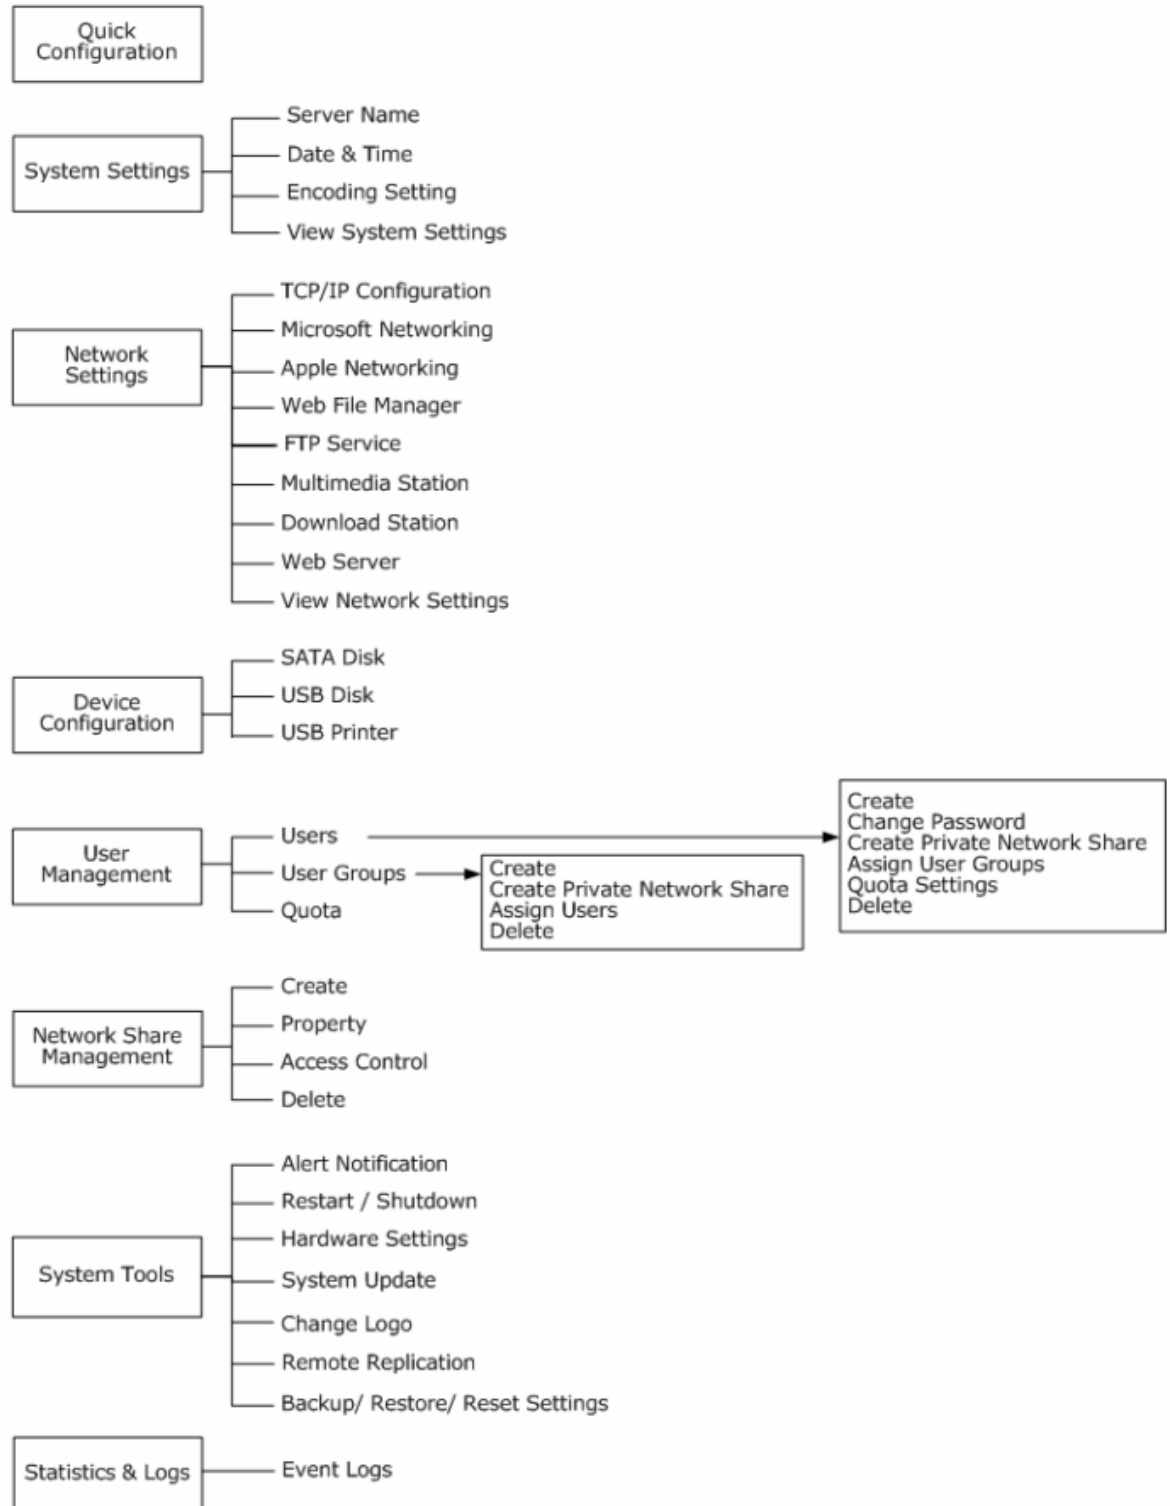 Quick
Configuration
System Settings
Server Name
Date & Time
Encoding Setting
View System Settings
Network
Settings
TCP/IP Configuration
Microsoft Networking
Apple Networking
Web File Manager
FTP Service
Multimedia Station
Download Station
Web Server
View Network Settings
Device
Configuration
SATA Disk
USB Disk
USB Printer
User
Management
Users
User Groups
Quota
Create
Create Private Network Share
Assign Users
Delete
Create
Change Password
Create Private Network Share
Assign User Groups
Quota Settings
Delete
Network Share
Management
Create
Property
Access Control
Delete
System Tools
Alert Notification
Restart / Shutdown
Hardware Settings
System Update
Change Logo
Remote Replication
Backup/ Restore/ Reset Settings
Statistics & Logs
Event Logs